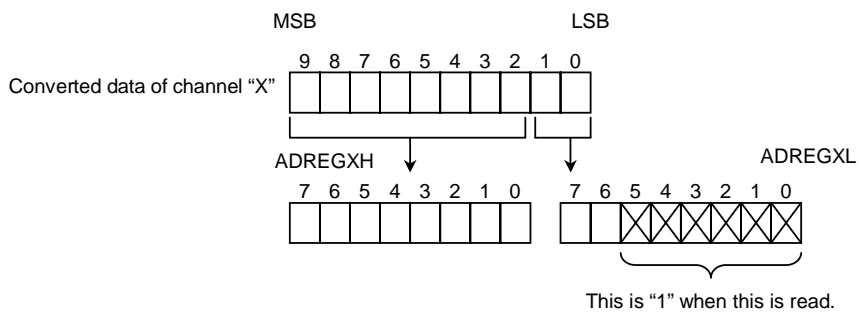 MSB LSB
9 8 7 6 5 4 3 2 1 0
Converted data of channel “X”
ADREGXH ADREGXL
7 6 5 4 3 2 1 0 7 6 5 4 3 2 1 0
This is “1” when this is read.